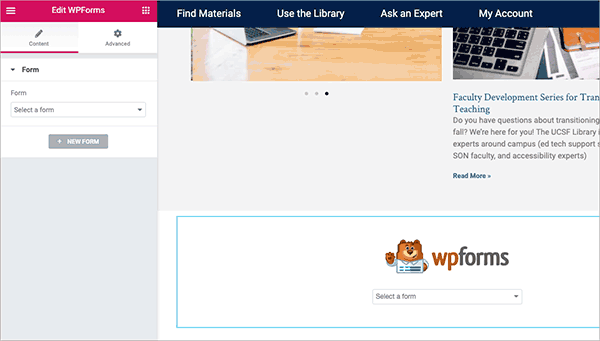 Edit WPForms
Content
Advanced
Form
Form
Select a form
+ NEW FORM
Find Materials
Use the Library
Ask an Expert
My Account
Faculty Development Series for Tran
Teaching
Do you have questions about transitioning
fall? We're here for you! The UCSF Library i
experts around campus (ed tech support s
SON faculty, and accessibility experts)
Read More »
wpforms
Select a form